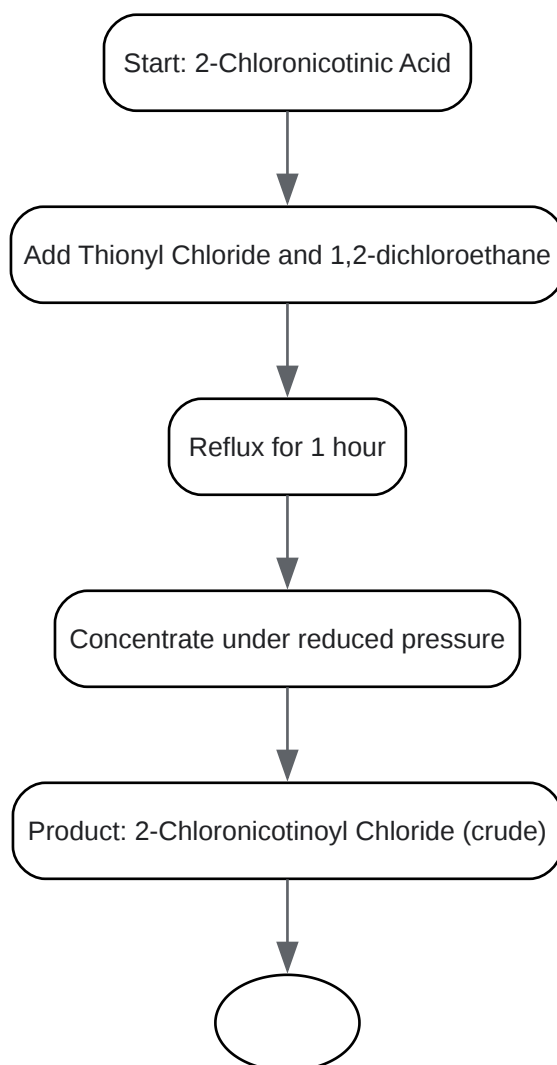 Start: 2-Chloronicotinic Acid
Add Thionyl Chloride and 1,2-dichloroethane
Reflux for 1 hour
Concentrate under reduced pressure
Product: 2-Chloronicotinoyl Chloride (crude)